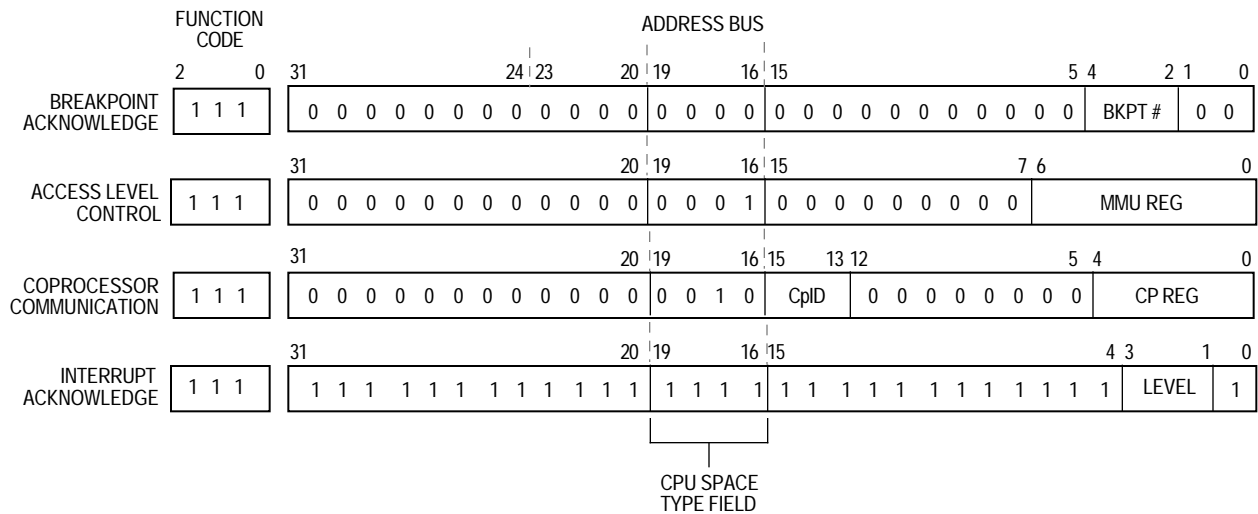 FUNCTION
CODE
ADDRESS BUS
2 0 31 24 23 20 19 16 15 5 4 2 1 0
BREAKPOINT
ACKNOWLEDGE
1 1 1 0 0 0 0 0 0 0 0 0 0 0 0 0 0 0 0 0 0 0 0 0 0 0 0 0 0 0 BKPT # 0 0
31 20 19 16 15 7 6 0
ACCESS LEVEL
CONTROL
1 1 1 0 0 0 0 0 0 0 0 0 0 0 0 0 0 0 1 0 0 0 0 0 0 0 0 0 MMU REG
31 20 19 16 15 13 12 5 4 0
COPROCESSOR
COMMUNICATION
1 1 1 0 0 0 0 0 0 0 0 0 0 0 0 0 0 1 0 CpID 0 0 0 0 0 0 0 0 CP REG
31 20 19 16 15 4 3 1 0
INTERRUPT
ACKNOWLEDGE
1 1 1 1 1 1 1 1 1 1 1 1 1 1 1 1 1 1 1 1 1 1 1 1 1 1 1 1 1 1 1 LEVEL 1
CPU SPACE
TYPE FIELD